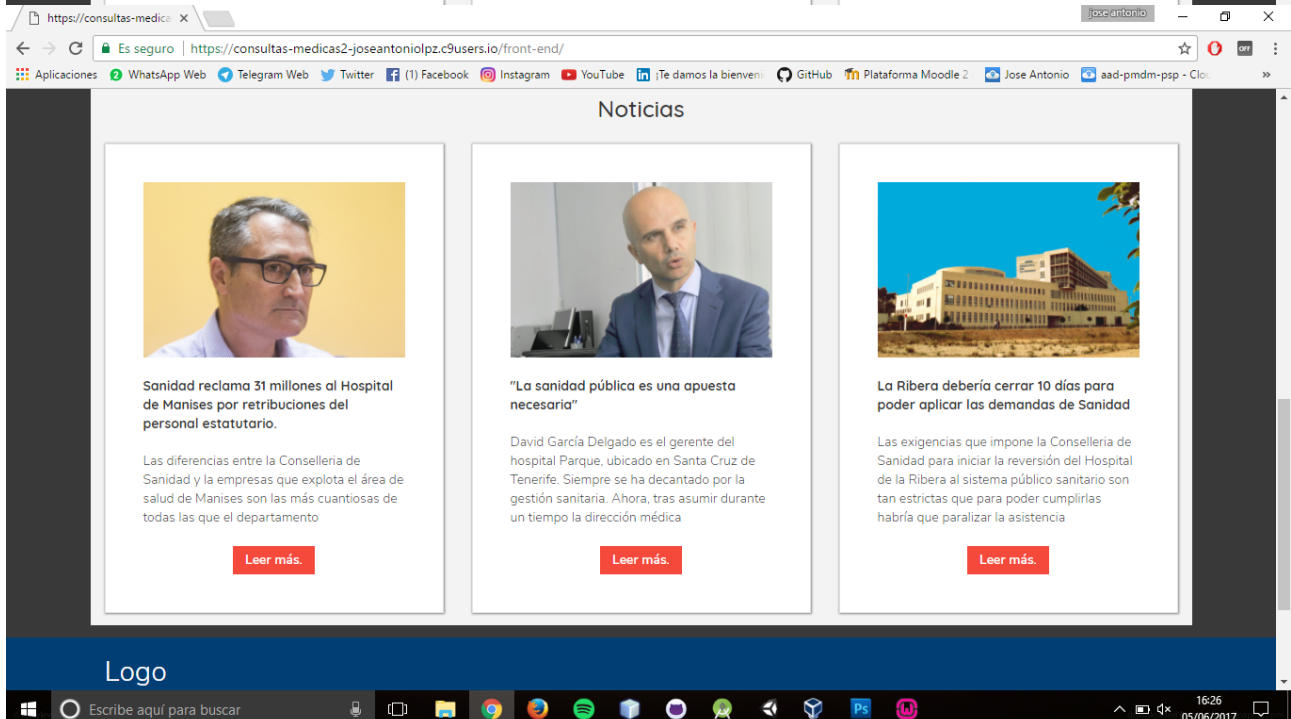 https://consultas-medica
jose antonio
Es seguro https://consultas-medicas2-joseantoniolpz.c9users.io/front-end/
OFF
Aplicaciones WhatsApp Web Telegram Web Twitter (1) Facebook Instagram YouTube ¡Te damos la bienveni GitHub Plataforma Moodle 2 Jose Antonio aad-pmdm-psp - Clo
Noticias
Sanidad reclama 31 millones al Hospital
de Manises por retribuciones del
personal estatutario.
Las diferencias entre la Conselleria de
Sanidad y la empresas que explota el área de
salud de Manises son las más cuantiosas de
todas las que el departamento
Leer más.
"La sanidad pública es una apuesta
necesaria"
David García Delgado es el gerente del
hospital Parque, ubicado en Santa Cruz de
Tenerife. Siempre se ha decantado por la
gestión sanitaria. Ahora, tras asumir durante
un tiempo la dirección médica
Leer más.
La Ribera debería cerrar 10 días para
poder aplicar las demandas de Sanidad
Las exigencias que impone la Conselleria de
Sanidad para iniciar la reversión del Hospital
de la Ribera al sistema público sanitario son
tan estrictas que para poder cumplirlas
habría que paralizar la asistencia
Leer más.
Logo
Escribe aquí para buscar
Ps
16:26
05/06/2017